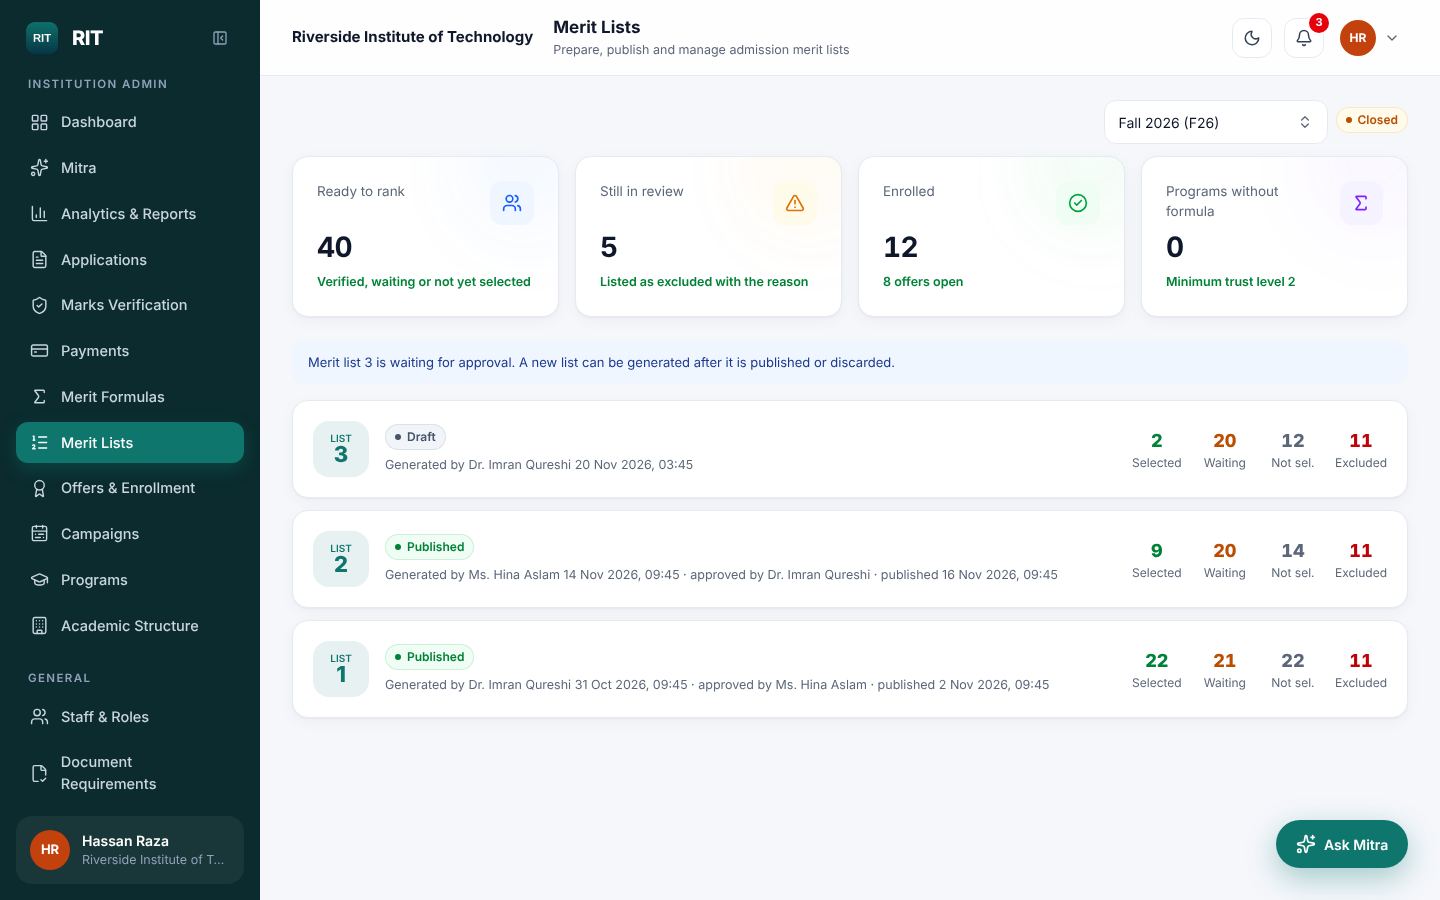 RIT
RIT
INSTITUTION ADMIN
Dashboard
Mitra
Analytics & Reports
Applications
Marks Verification
Payments
Merit Formulas
Merit Lists
Offers & Enrollment
Campaigns
Programs
Academic Structure
GENERAL
Staff & Roles
Document
Requirements
HR
Hassan Raza
Riverside Institute of T...
Riverside Institute of Technology
Merit Lists
Prepare, publish and manage admission merit lists
3
HR
Fall 2026 (F26)
Closed
Ready to rank
40
Verified, waiting or not yet selected
Still in review
5
Listed as excluded with the reason
Enrolled
12
8 offers open
Programs without
formula
0
Minimum trust level 2
Merit list 3 is waiting for approval. A new list can be generated after it is published or discarded.
LIST
3
Draft
Generated by Dr. Imran Qureshi 20 Nov 2026, 03:45
2 20 12 11
Selected Waiting Not sel. Excluded
LIST
2
Published
Generated by Ms. Hina Aslam 14 Nov 2026, 09:45 · approved by Dr. Imran Qureshi · published 16 Nov 2026, 09:45
9 20 14 11
Selected Waiting Not sel. Excluded
LIST
1
Published
Generated by Dr. Imran Qureshi 31 Oct 2026, 09:45 · approved by Ms. Hina Aslam · published 2 Nov 2026, 09:45
22 21 22 11
Selected Waiting Not sel. Excluded
Ask Mitra